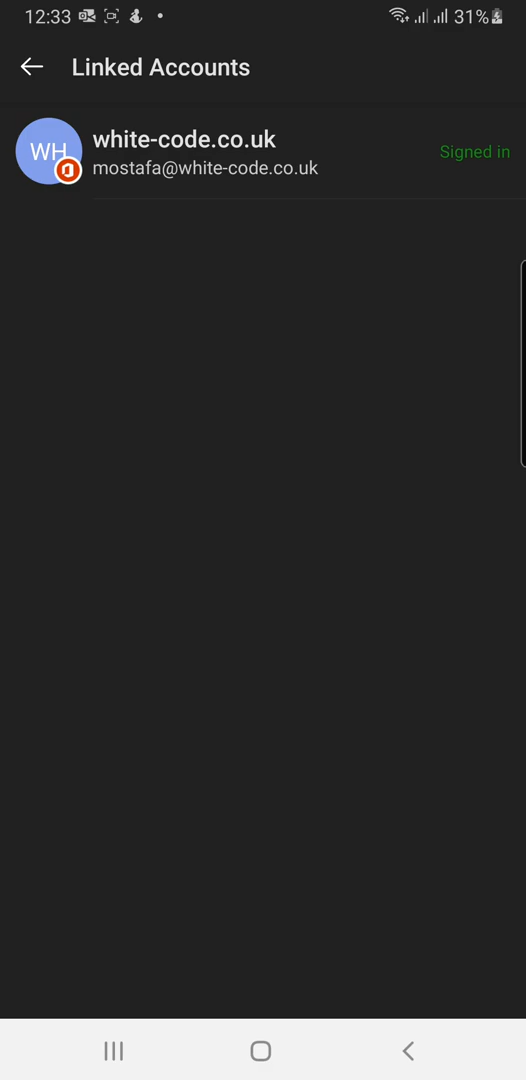 12:33 31%
Linked Accounts
WH
white-code.co.uk
mostafa@white-code.co.uk
Signed in